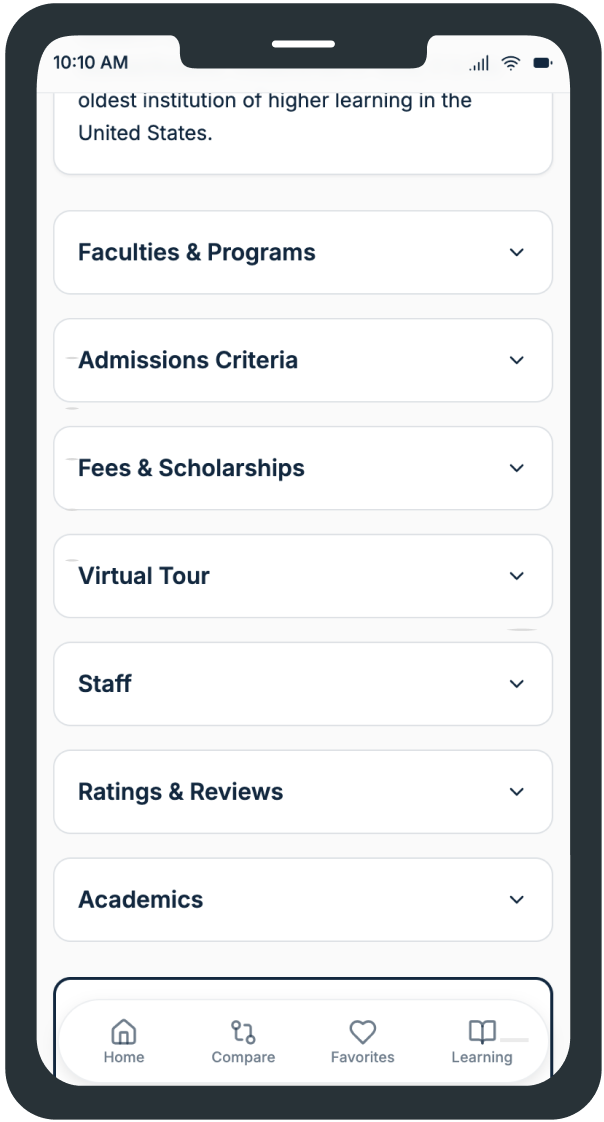 10:10 AM
oldest institution of higher learning in the
United States.
Faculties & Programs
Admissions Criteria
Fees & Scholarships
Virtual Tour
Staff
Ratings & Reviews
Academics
Home
Compare
Favorites
Learning